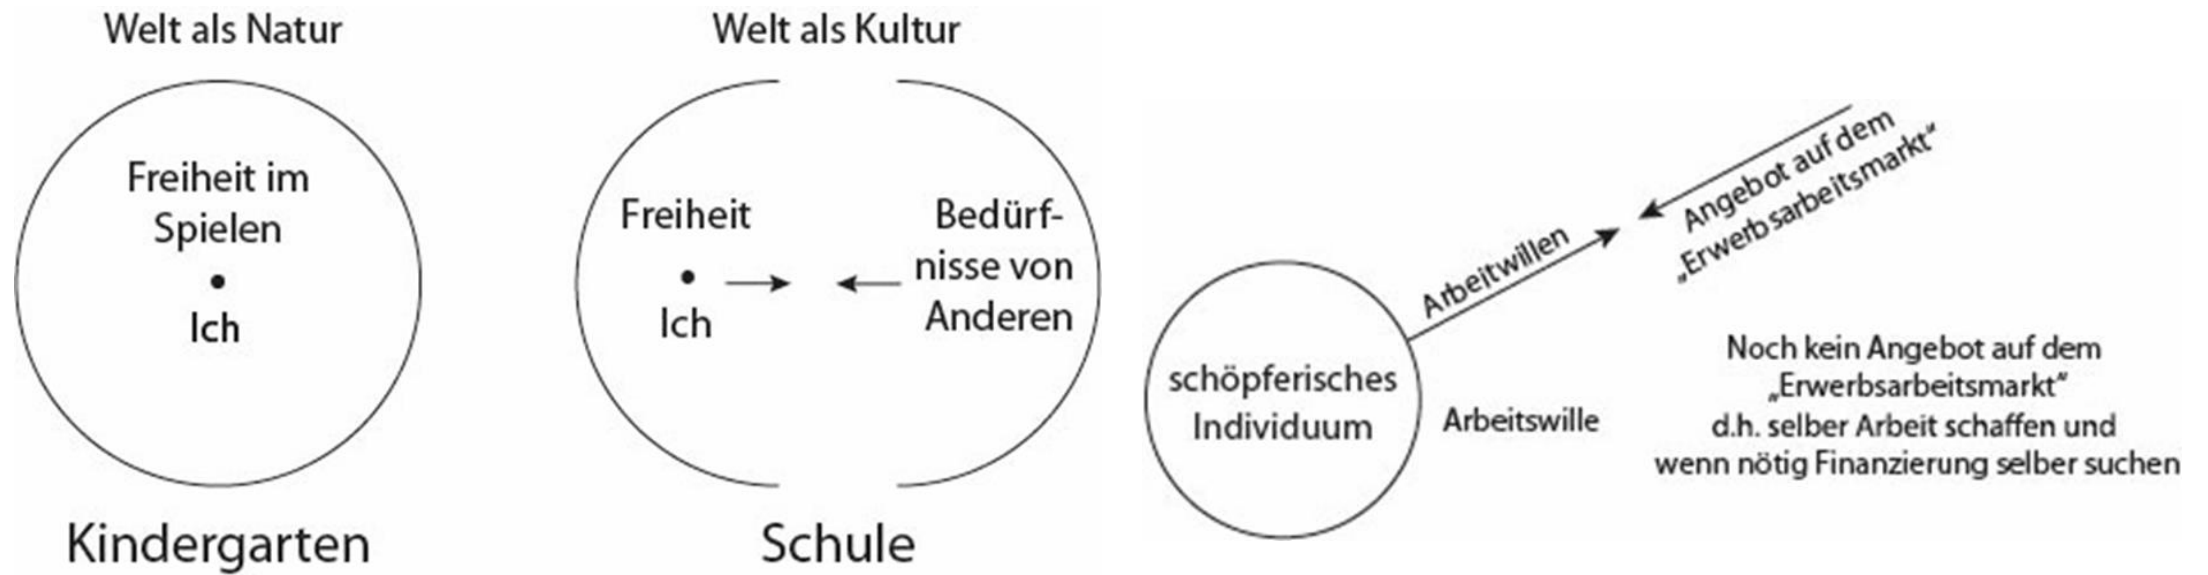 Welt als Natur
Freiheit im
Spielen
Ich
Kindergarten
Welt als Kultur
Freiheit
Ich
Bedürf-
nisse von
Anderen
Schule
schöpferisches
Individuum
Arbeitwillen
Angebot auf dem
„Erwerbsarbeitsmarkt“
Arbeitswille
Noch kein Angebot auf dem
„Erwerbsarbeitsmarkt“
d.h. selber Arbeit schaffen und
wenn nötig Finanzierung selber suchen